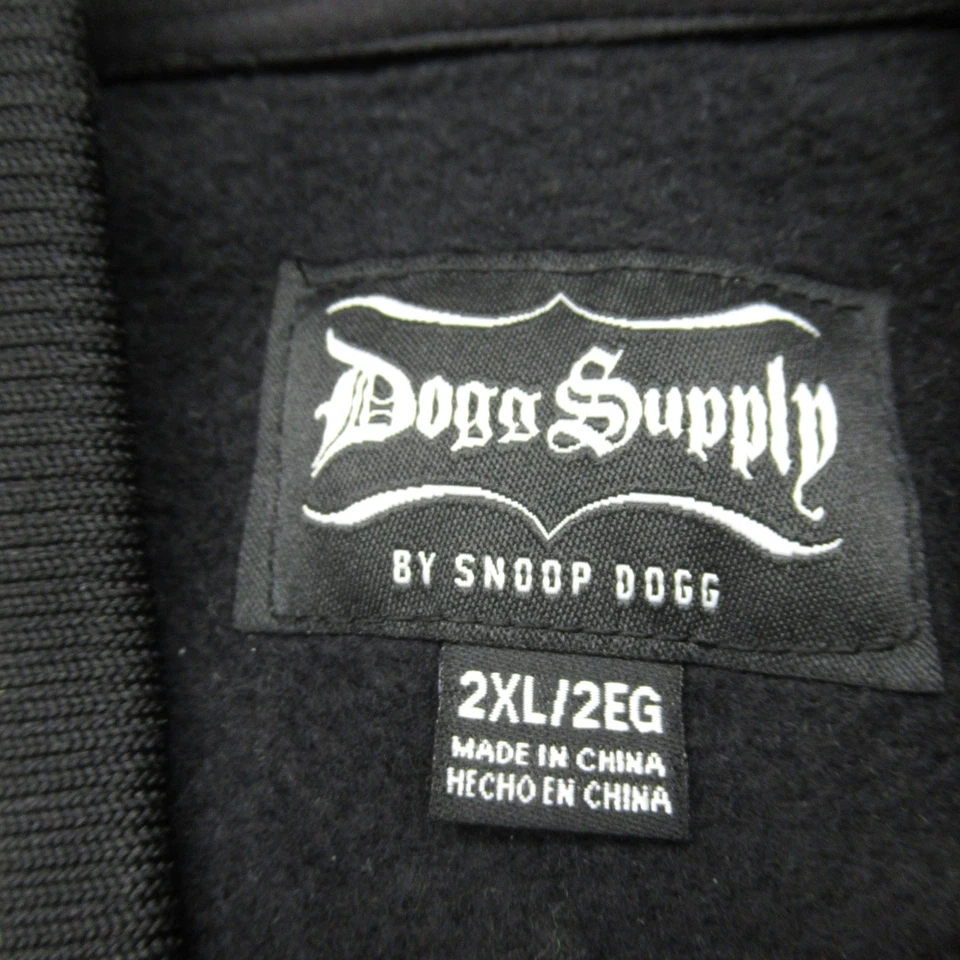 Dogg Supply
BY SNOOP DOGG
2XL/2EG
MADE IN CHINA
HECHO EN CHINA